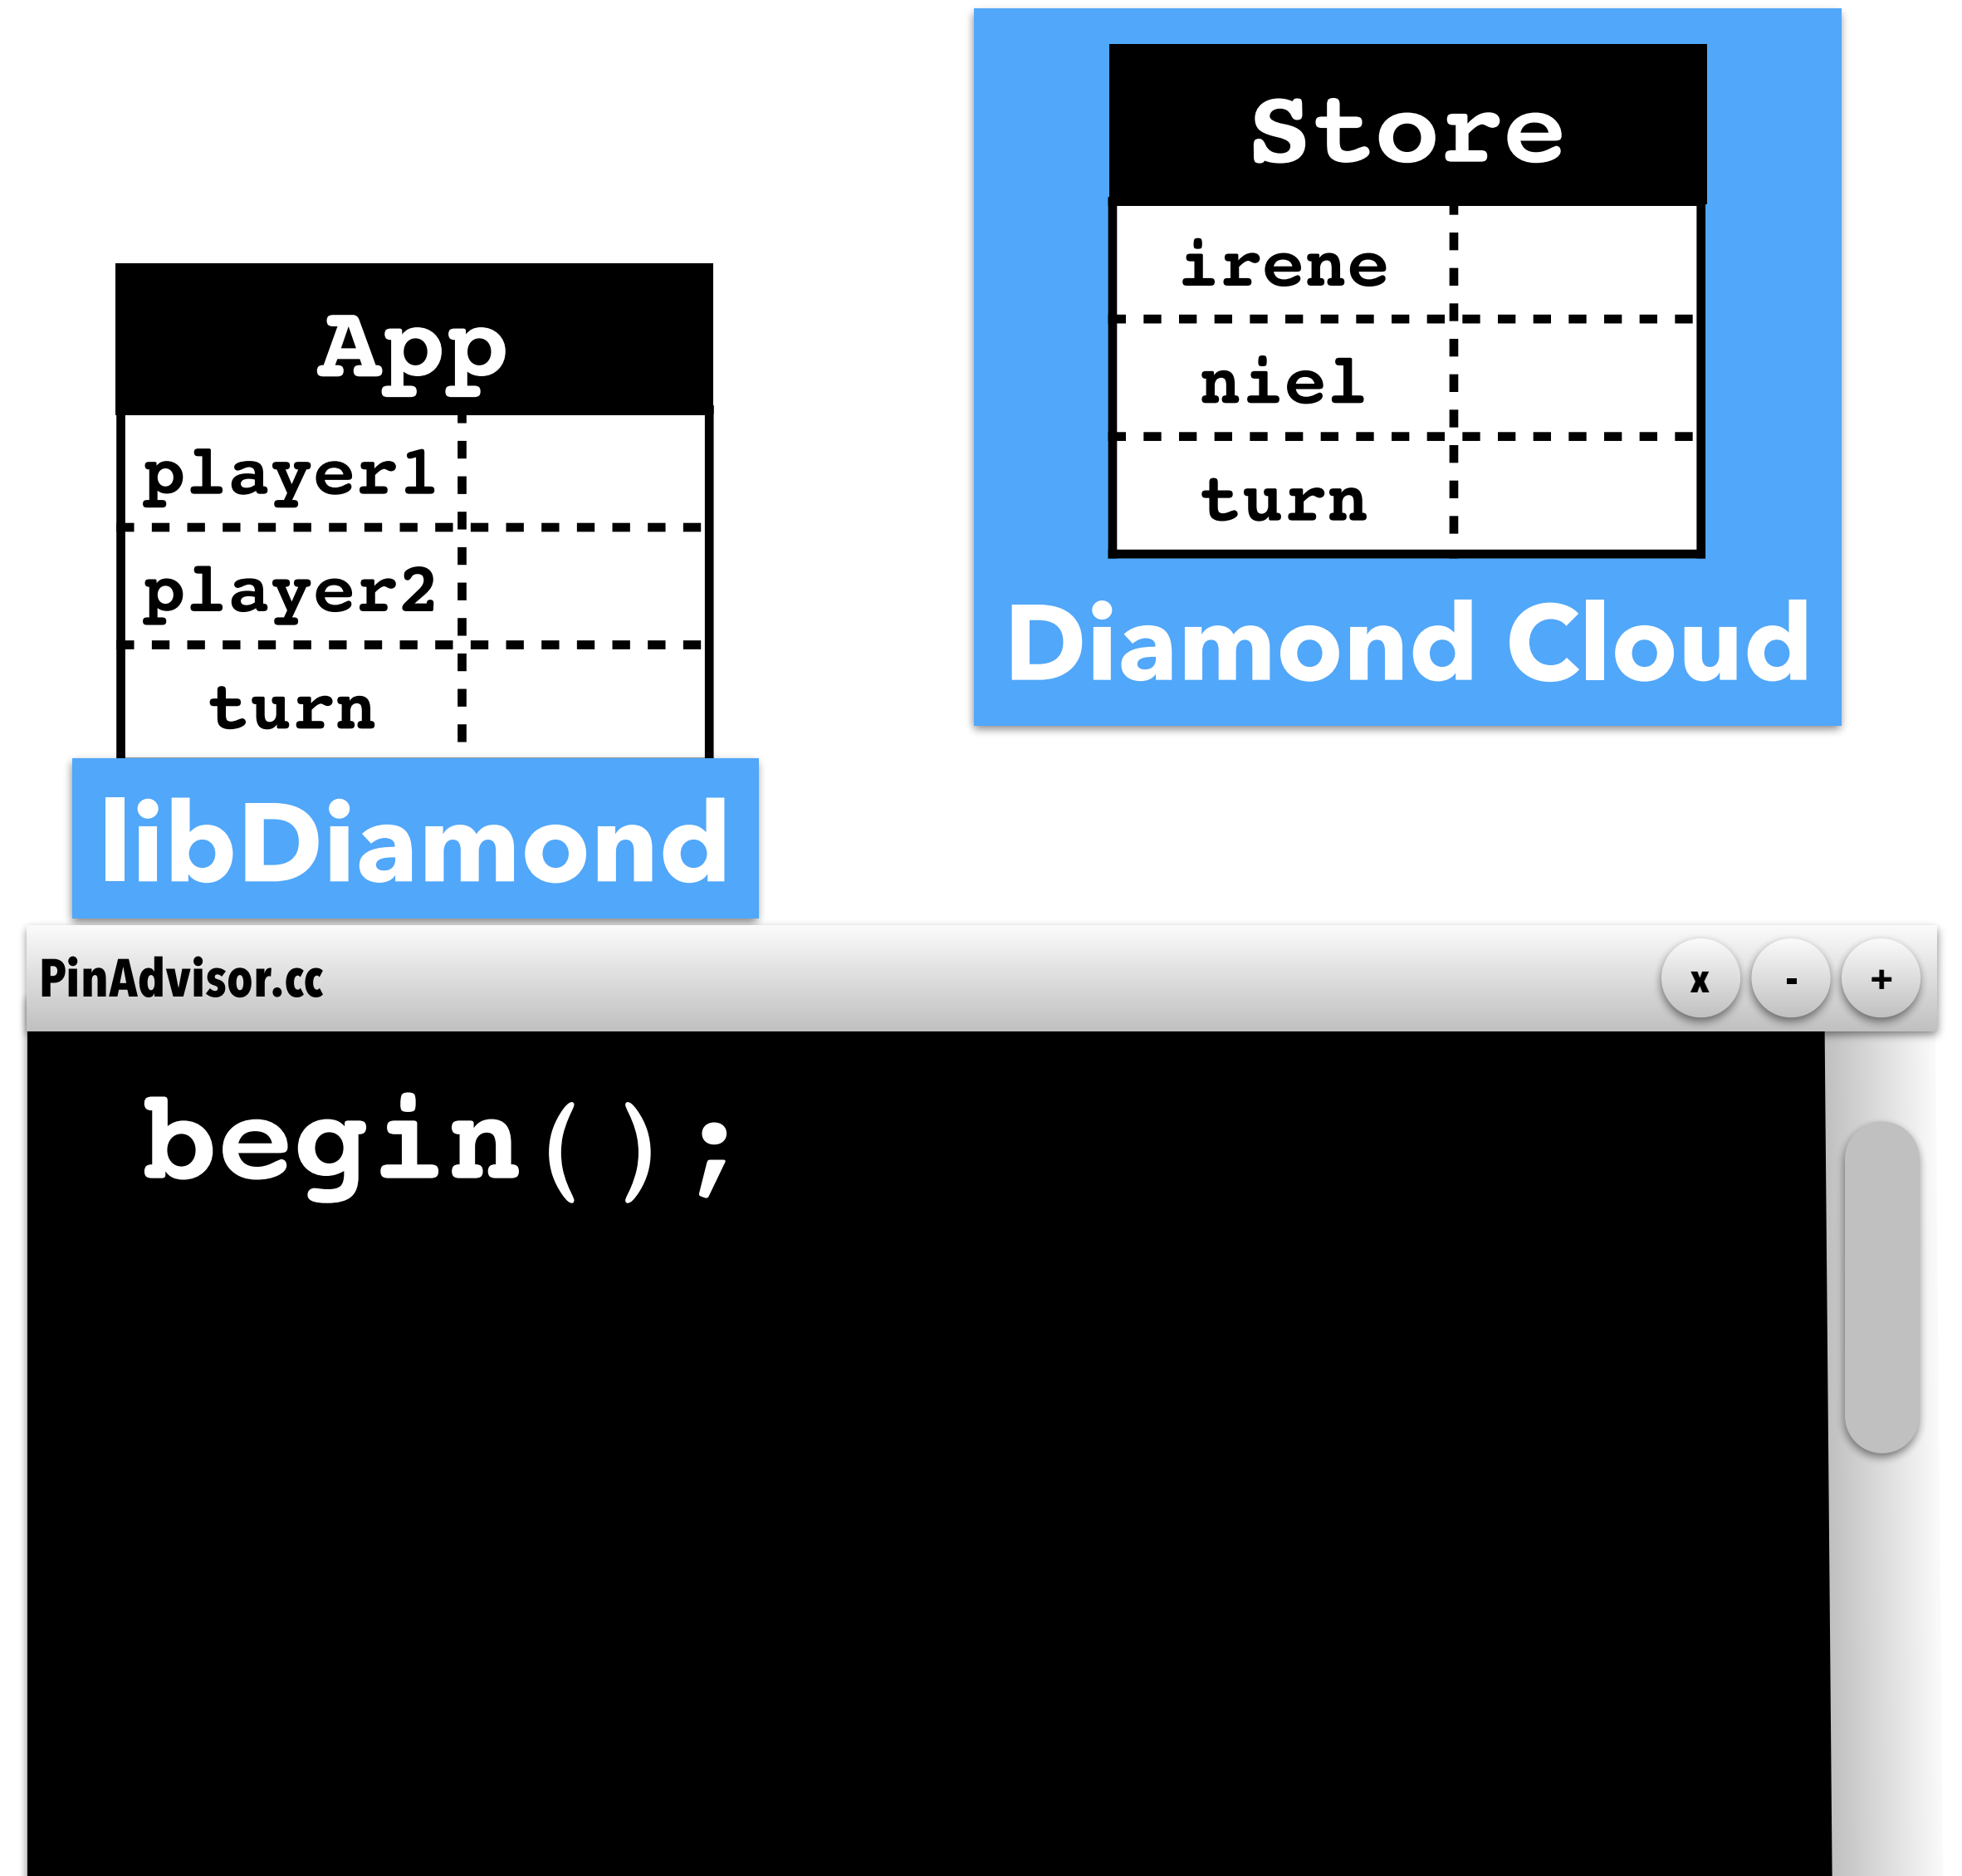 Store
irene
niel
turn
Diamond Cloud
App
player1
player2
turn
libDiamond
PinAdvisor.cc
x - +
begin();